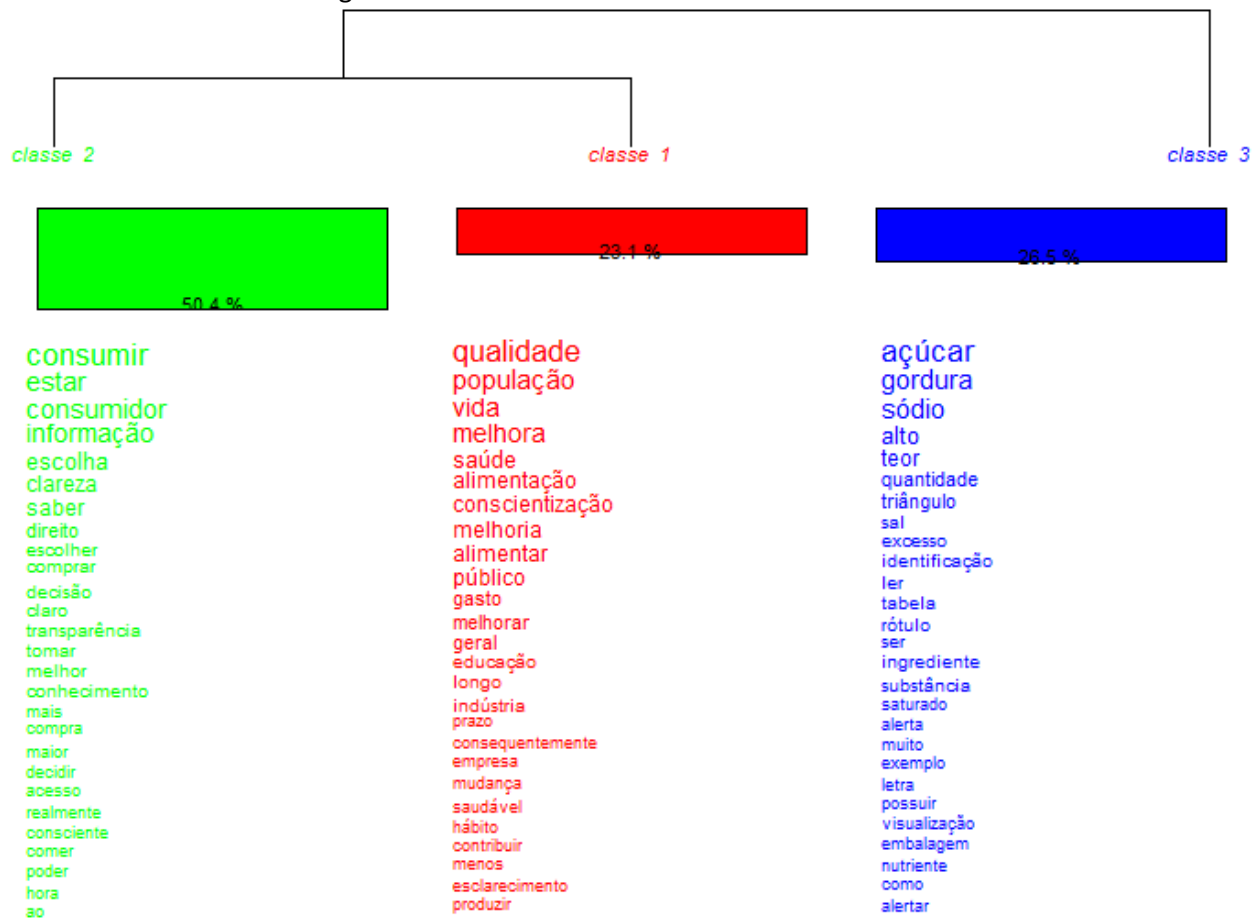 classe 2
classe 1
classe 3
50.4 %
23.1 %
26.5 %
consumir
estar
consumidor
informação
escolha
clareza
saber
direito
escolher
comprar
decisão
claro
transparência
tomar
melhor
conhecimento
mais
compra
maior
decidir
acesso
realmente
consciente
comer
poder
hora
ao
qualidade
população
vida
melhora
saúde
alimentação
conscientização
melhoria
alimentar
público
gasto
melhorar
geral
educação
longo
indústria
prazo
consequentemente
empresa
mudança
saudável
hábito
contribuir
menos
esclarecimento
produzir
açúcar
gordura
sódio
alto
teor
quantidade
triângulo
sal
excesso
identificação
ler
tabela
rótulo
ser
ingrediente
substância
saturado
alerta
muito
exemplo
letra
possuir
visualização
embalagem
nutriente
como
alertar